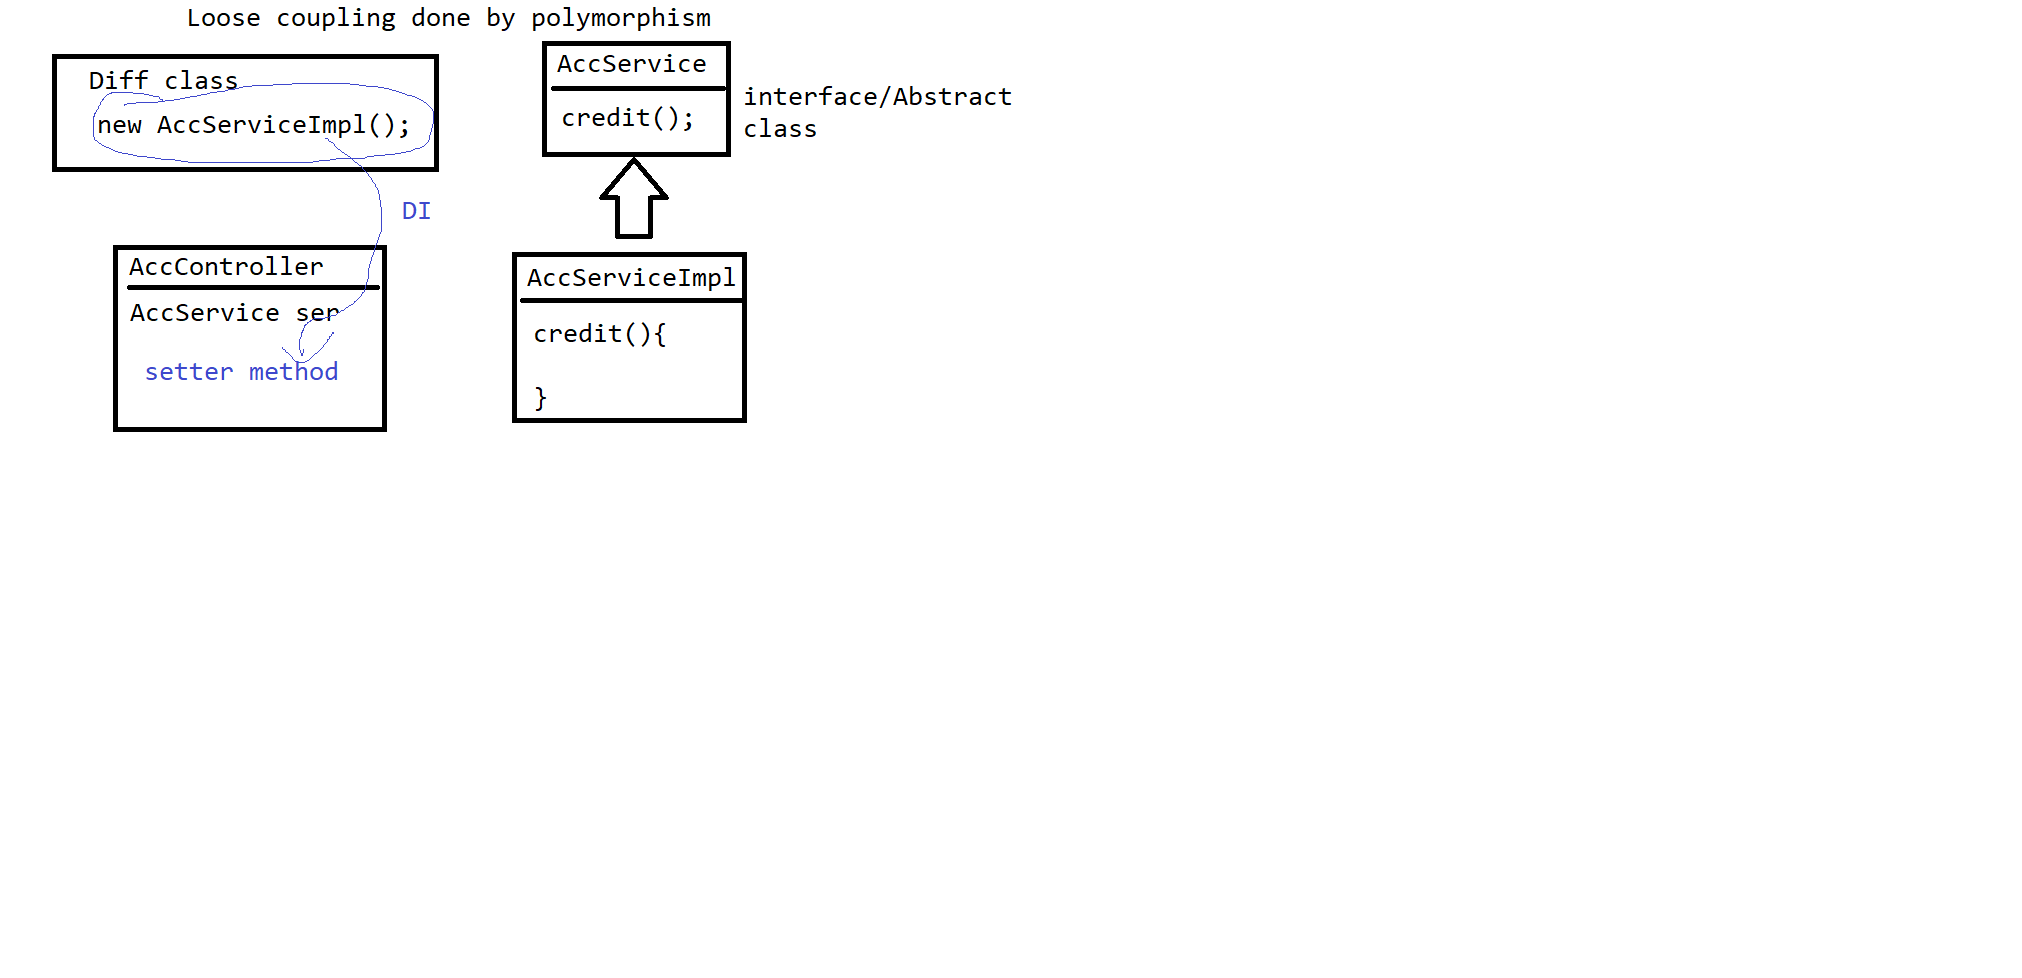 Loose coupling done by polymorphism
Diff class
new AccServiceImpl();
DI
AccController
AccService ser
setter method
AccService
credit();
interface/Abstract
class
AccServiceImpl
credit(){
}